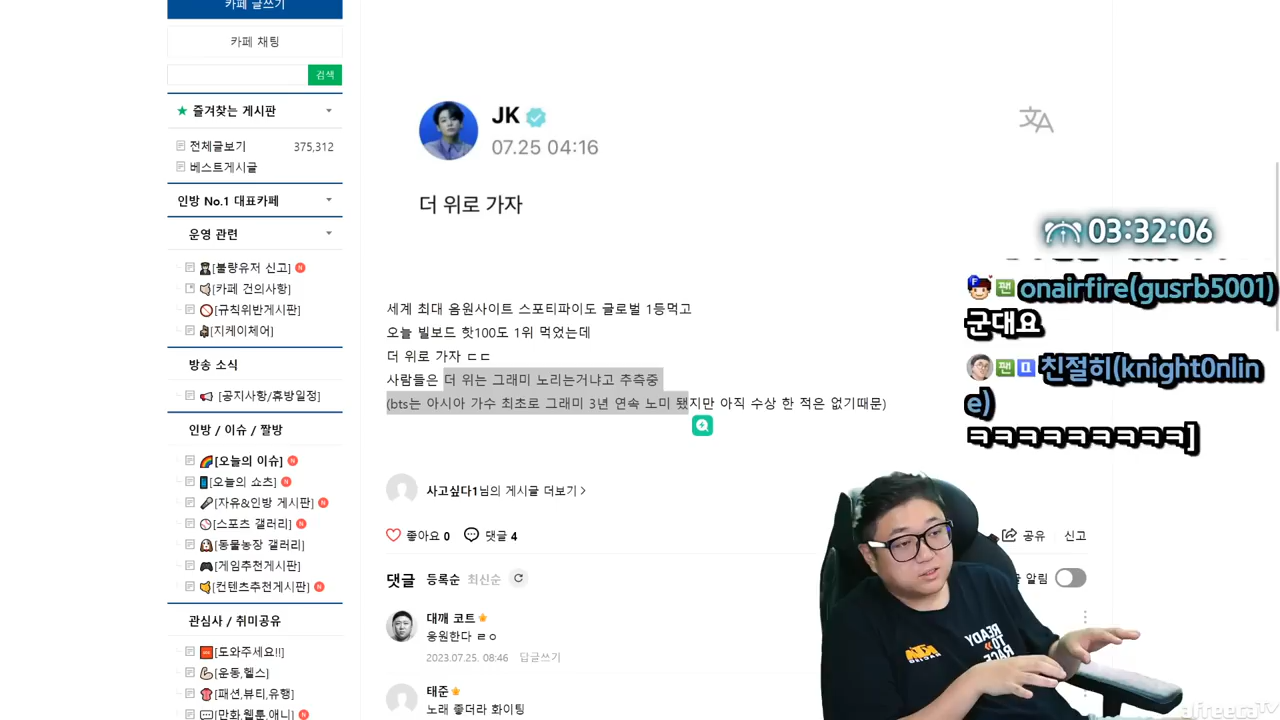 카페 글쓰기
카페 채팅
검색
즐겨찾는 게시판
전체글보기 375,312
베스트게시글
인방 No.1 대표카페
운영 관련
[불량유저 신고] N
[카페 건의사항]
[규칙위반게시판]
[지케이체어]
방송 소식
[공지사항/휴방일정]
인방 / 이슈 / 짤방
[오늘의 이슈] N
[오늘의 쇼츠] N
[자유&인방 게시판] N
[스포츠 갤러리] N
[동물농장 갤러리]
[게임추천게시판]
[컨텐츠추천게시판] N
관심사 / 취미공유
[도와주세요!!]
[운동,헬스]
[패션,뷰티,유행]
[만화,웹툰,애니] N
JK
07.25 04:16
더 위로 가자
세계 최대 음원사이트 스포티파이도 글로벌 1등먹고
오늘 빌보드 핫100도 1위 먹었는데
더 위로 가자 ㄷㄷ
사람들은 더 위는 그래미 노리는거냐고 추측중
(bts는 아시아 가수 최초로 그래미 3년 연속 노미 됐지만 아직 수상 한 적은 없기때문)
사고싶다1님의 게시글 더보기
좋아요 0 댓글 4
공유 신고
댓글 등록순 최신순
알림
대깨 코트
응원한다 ㄹㅇ
2023.07.25. 08:46 답글쓰기
태준
노래 좋더라 화이팅
03:32:06
팬 onairfire(gusrb5001)
군대요
팬 친절히(knight0nlin
e)
ㅋㅋㅋㅋㅋㅋㅋㅋㅋ]
READY
TO
RACE
KTM
RACING
afreecaTV